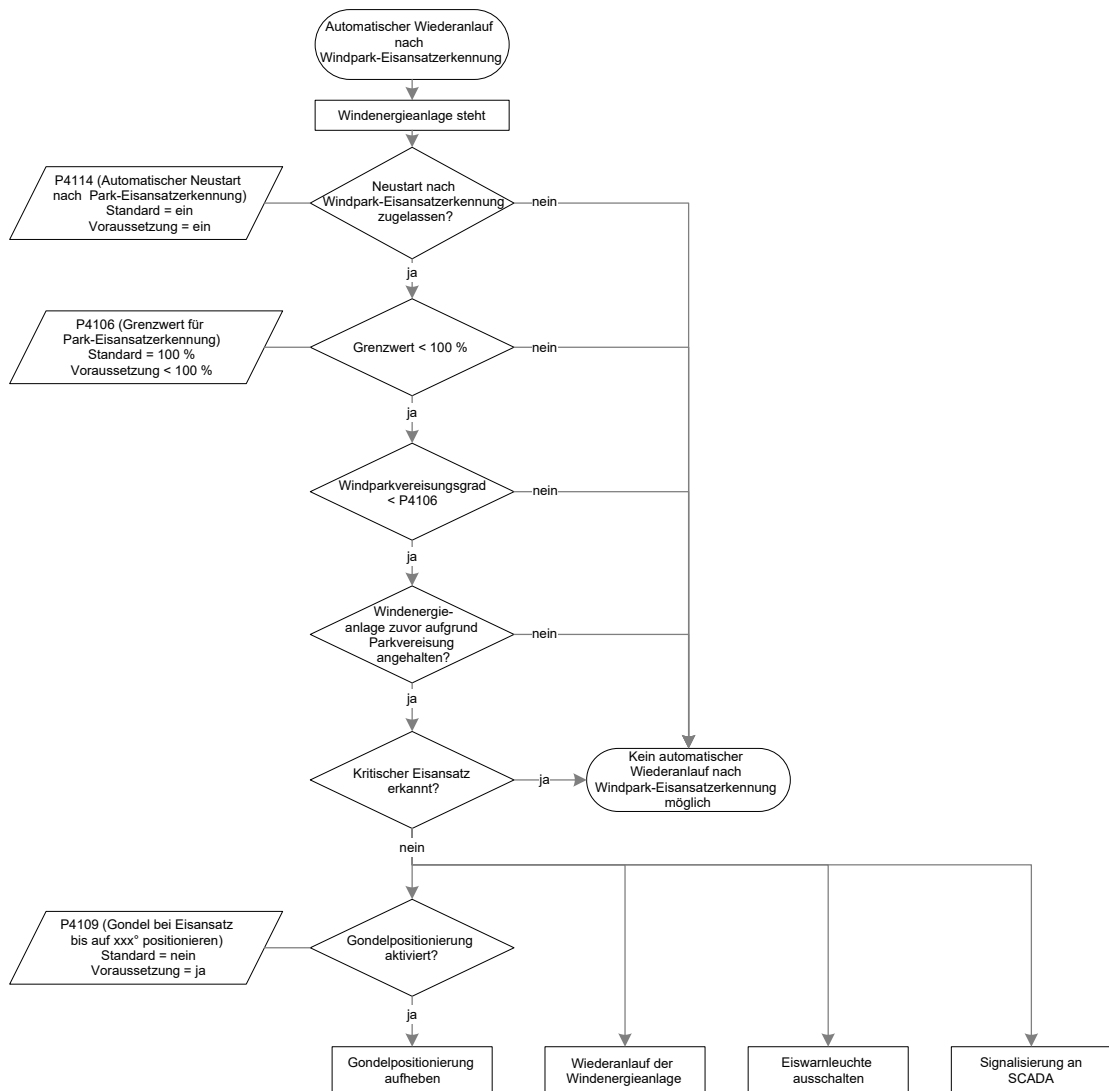 Automatischer Wiederanlauf
nach
Windpark-Eisansatzerkennung
Windenergieanlage steht
P4114 (Automatischer Neustart
nach Park-Eisansatzerkennung)
Standard = ein
Voraussetzung = ein
Neustart nach
Windpark-Eisansatzerkennung
zugelassen?
nein
ja
P4106 (Grenzwert für
Park-Eisansatzerkennung)
Standard = 100 %
Voraussetzung < 100 %
Grenzwert < 100 %
nein
ja
Windparkvereisungsgrad
< P4106
nein
ja
Windenergie-
anlage zuvor aufgrund
Parkvereisung
angehalten?
nein
ja
Kritischer Eisansatz
erkannt?
ja
Kein automatischer
Wiederanlauf nach
Windpark-Eisansatzerkennung
möglich
nein
P4109 (Gondel bei Eisansatz
bis auf xxx° positionieren)
Standard = nein
Voraussetzung = ja
Gondelpositionierung
aktiviert?
ja
Gondelpositionierung
aufheben
Wiederanlauf der
Windenergieanlage
Eiswarnleuchte
ausschalten
Signalisierung an
SCADA